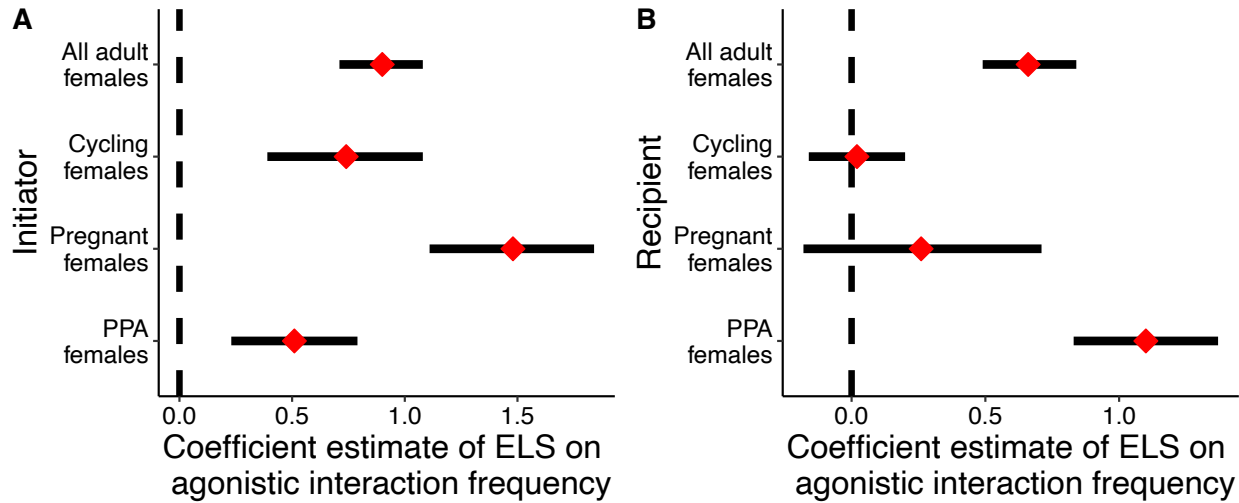 A
Initiator
All adult
females
Cycling
females
Pregnant
females
PPA
females
0.0 0.5 1.0 1.5
Coefficient estimate of ELS on
agonistic interaction frequency
B
Recipient
All adult
females
Cycling
females
Pregnant
females
PPA
females
0.0 0.5 1.0
Coefficient estimate of ELS on
agonistic interaction frequency